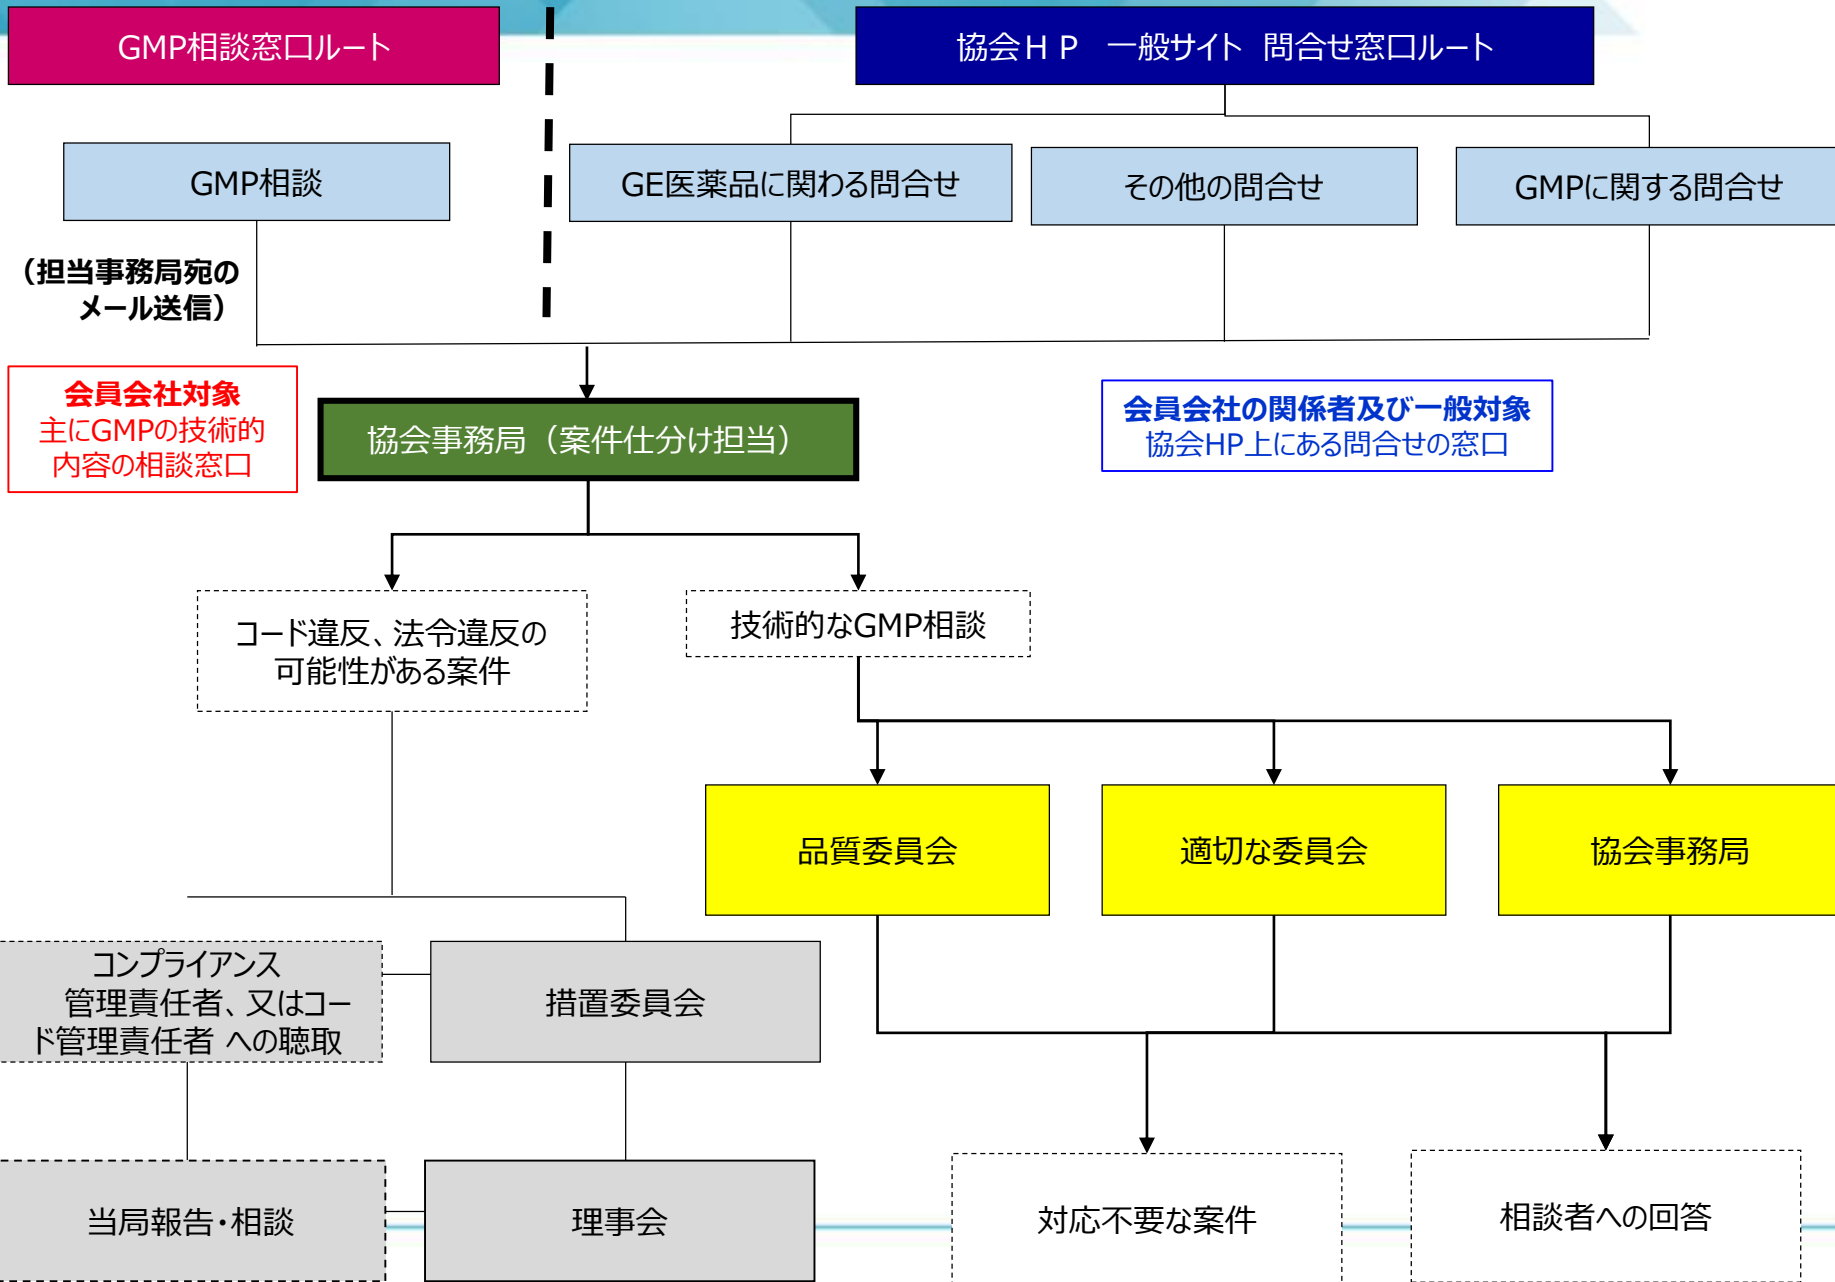 GMP相談窓口ルート
協会ＨＰ　一般サイト 問合せ窓口ルート
GMP相談
GE医薬品に関わる問合せ
その他の問合せ
GMPに関する問合せ
（担当事務局宛の
メール送信）
会員会社対象
主にGMPの技術的
内容の相談窓口
協会事務局（案件仕分け担当）
会員会社の関係者及び一般対象
協会HP上にある問合せの窓口
コード違反、法令違反の
可能性がある案件
技術的なGMP相談
品質委員会
適切な委員会
協会事務局
コンプライアンス
管理責任者、又はコー
ド管理責任者 への聴取
措置委員会
当局報告・相談
理事会
対応不要な案件
相談者への回答